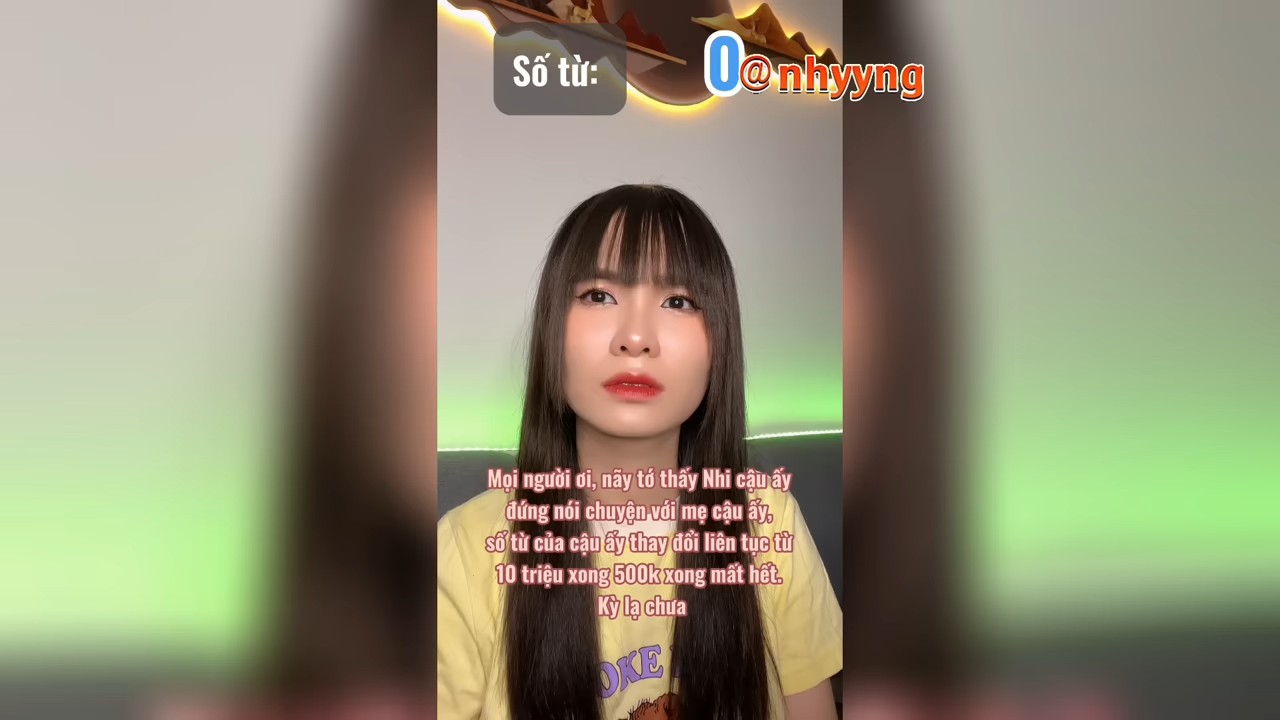 Số từ:
0
@nhyyng
Mọi người ơi, nãy tớ thấy Nhi cậu ấy
đứng nói chuyện với mẹ cậu ấy,
số từ của cậu ấy thay đổi liên tục từ
10 triệu xong 500k xong mất hết.
Kỳ lạ chưa
OKE